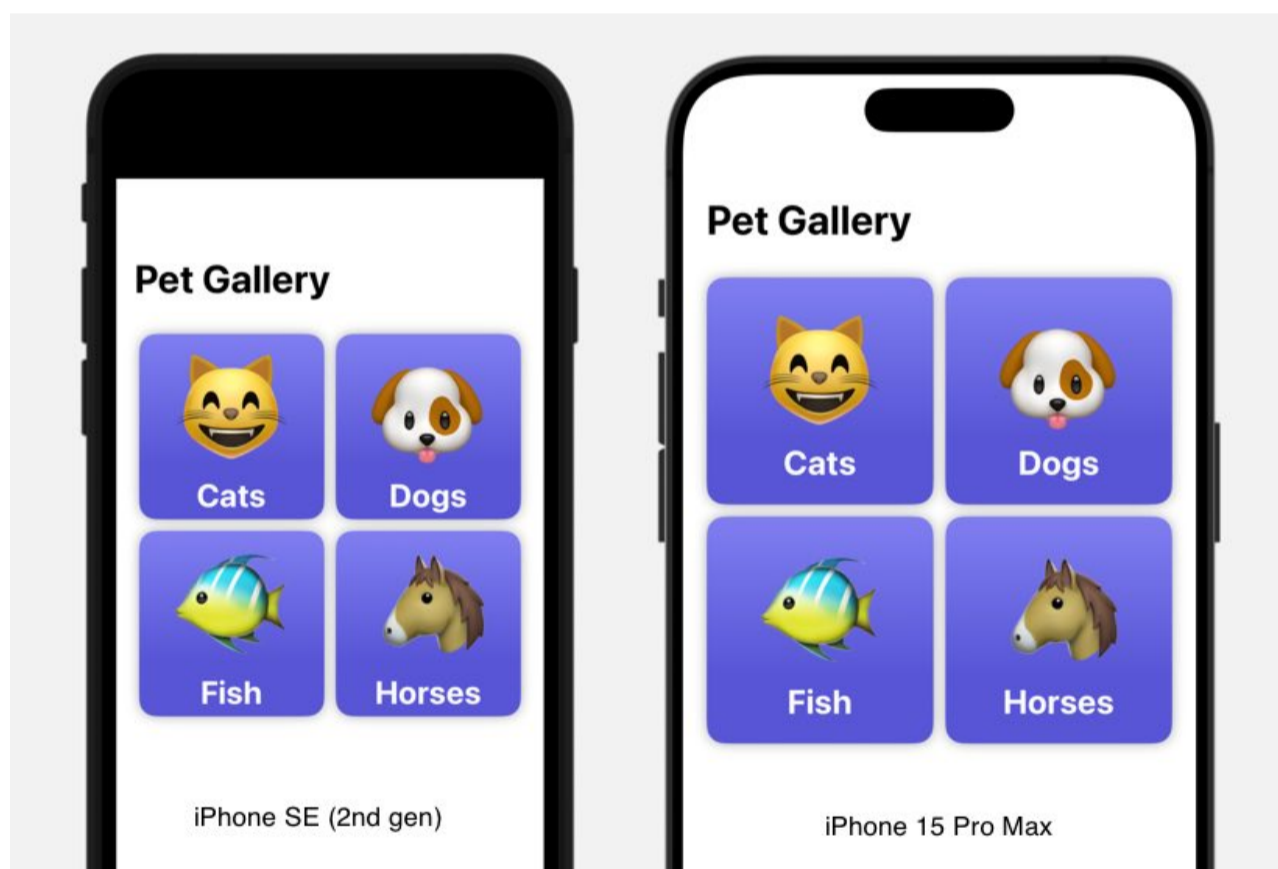 Pet Gallery
Cats
Dogs
Fish
Horses
iPhone SE (2nd gen)
Pet Gallery
Cats
Dogs
Fish
Horses
iPhone 15 Pro Max